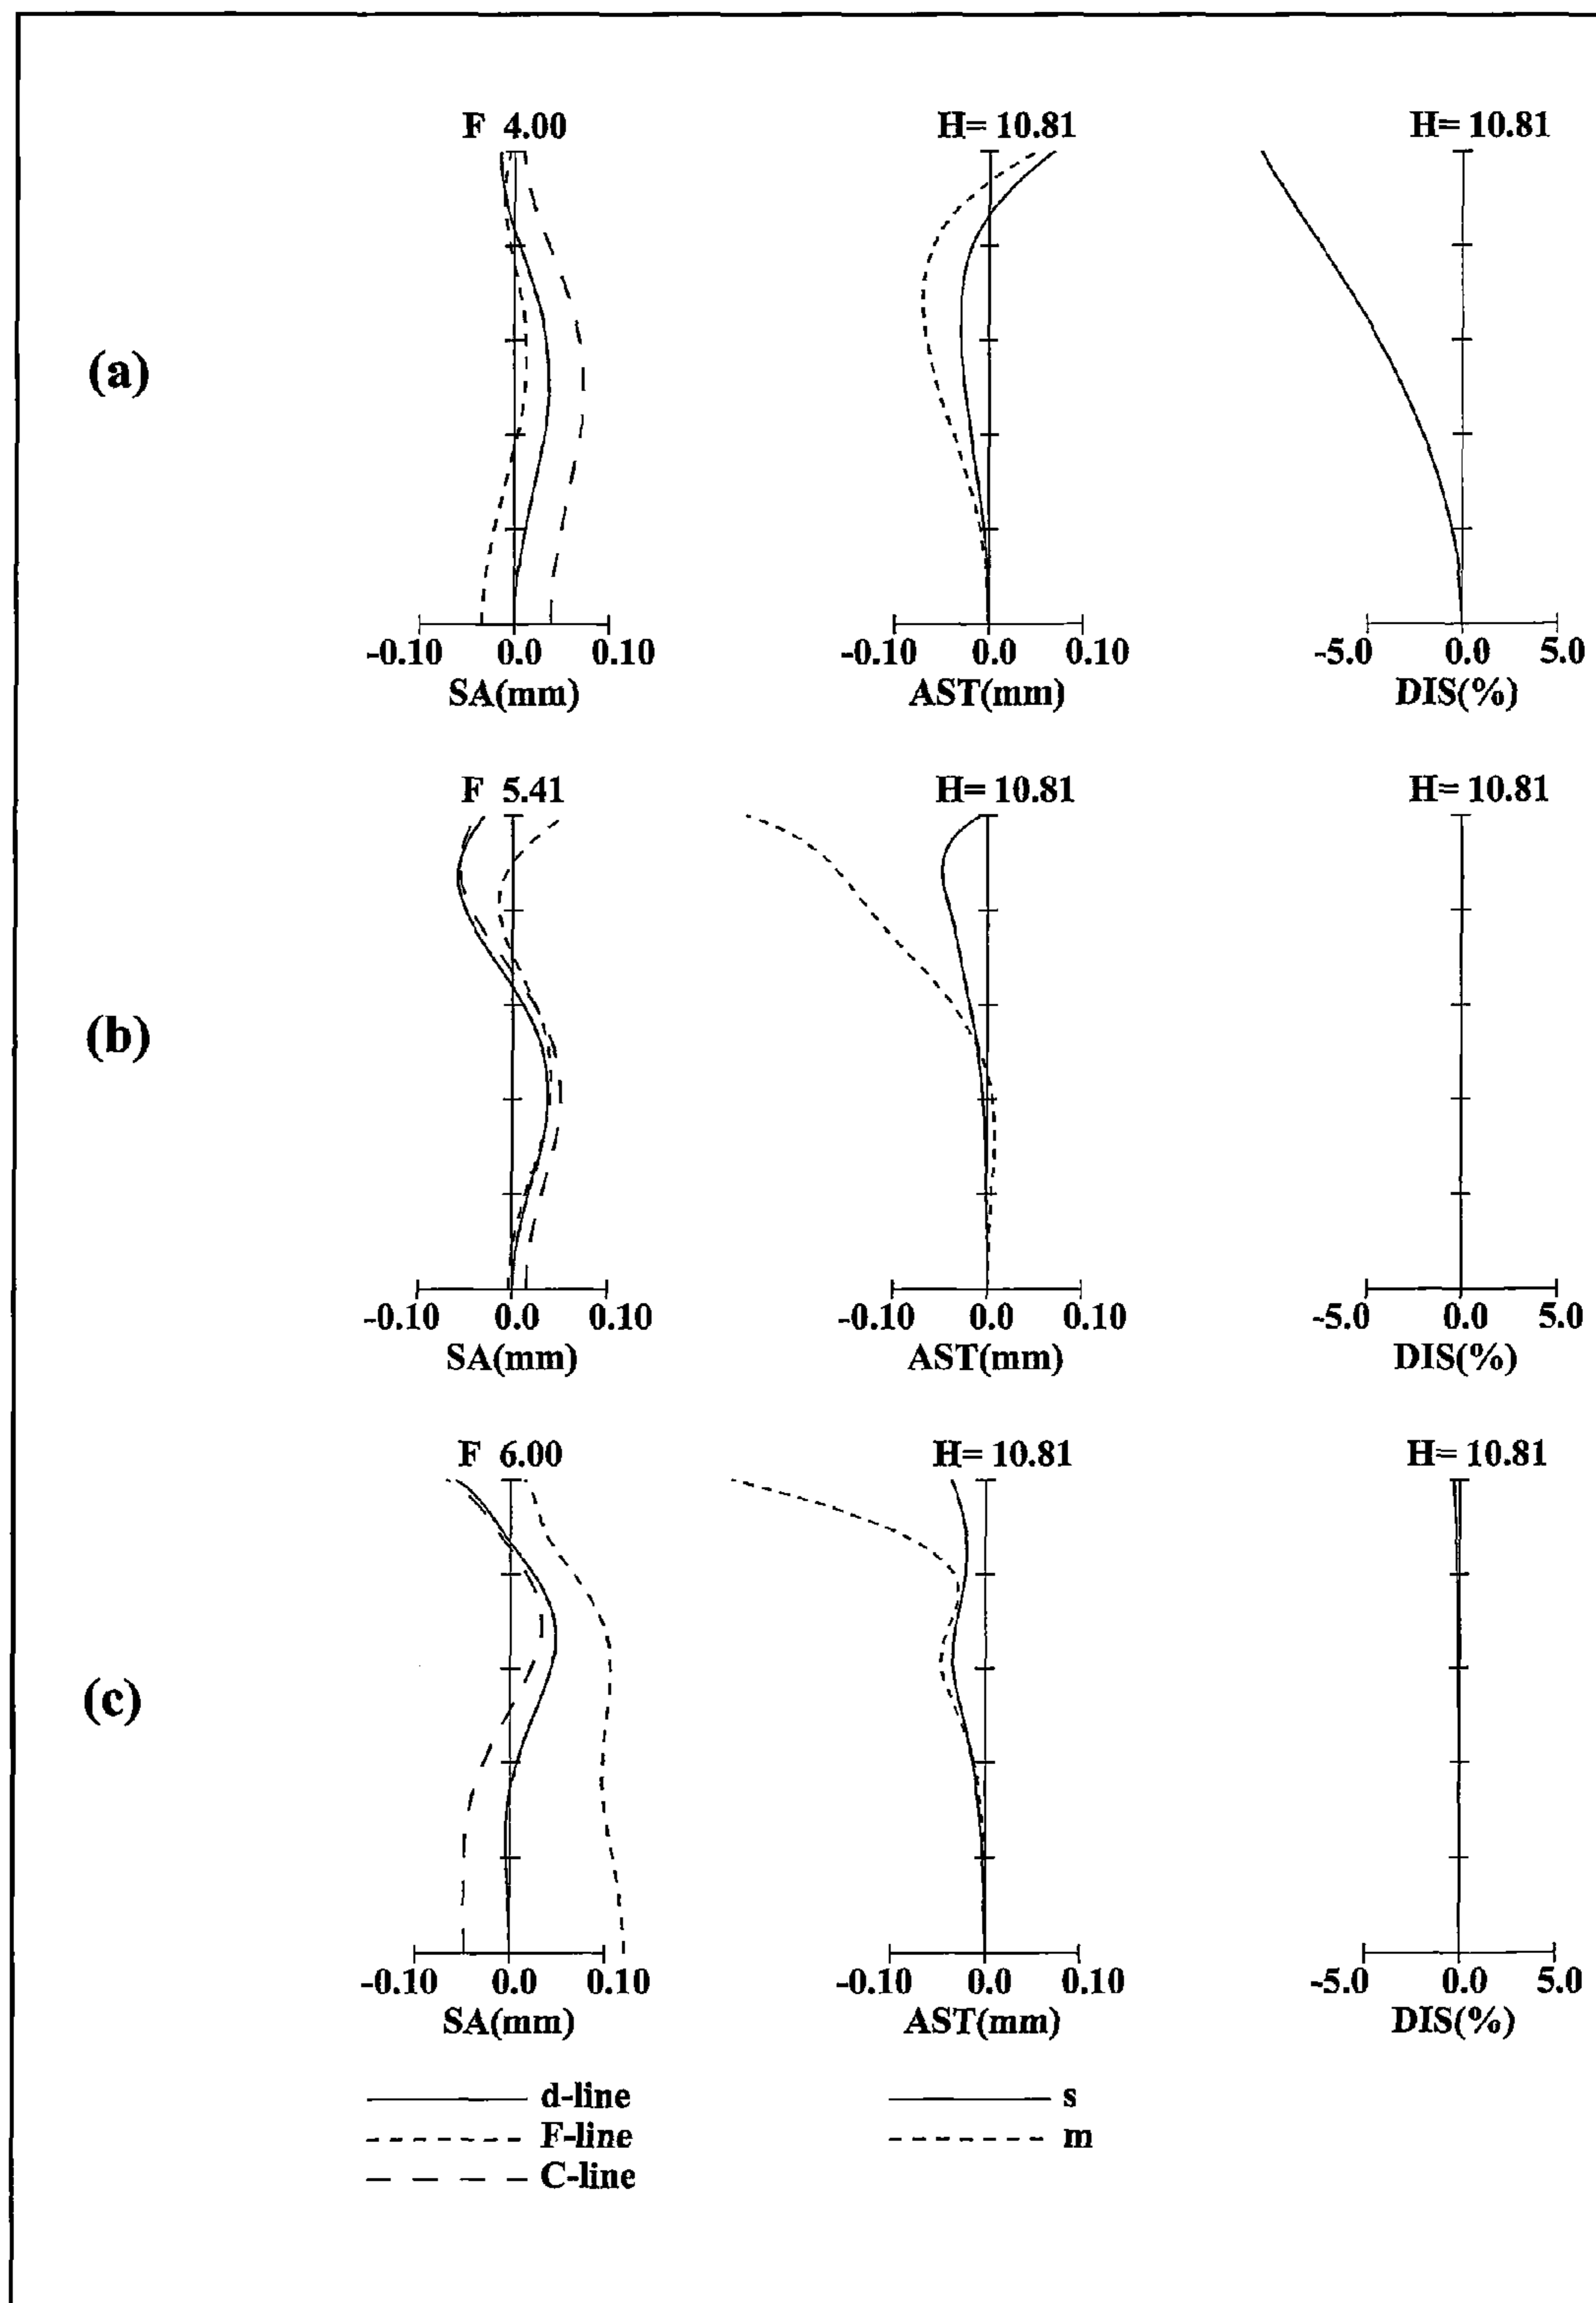 F 4.00 H= 10.81 H= 10.81
(a)
-0.10 0.0 0.10 -0.10 0.0 0.10 -5.0 0.0 5.0
SA(mm) AST(mm) DIS(%)
F 5.41 H= 10.81 H= 10.81
(b)
-0.10 0.0 0.10 -0.10 0.0 0.10 -5.0 0.0 5.0
SA(mm) AST(mm) DIS(%)
F 6.00 H= 10.81 H= 10.81
(c)
-0.10 0.0 0.10 -0.10 0.0 0.10 -5.0 0.0 5.0
SA(mm) AST(mm) DIS(%)
d-line s
F-line m
C-line